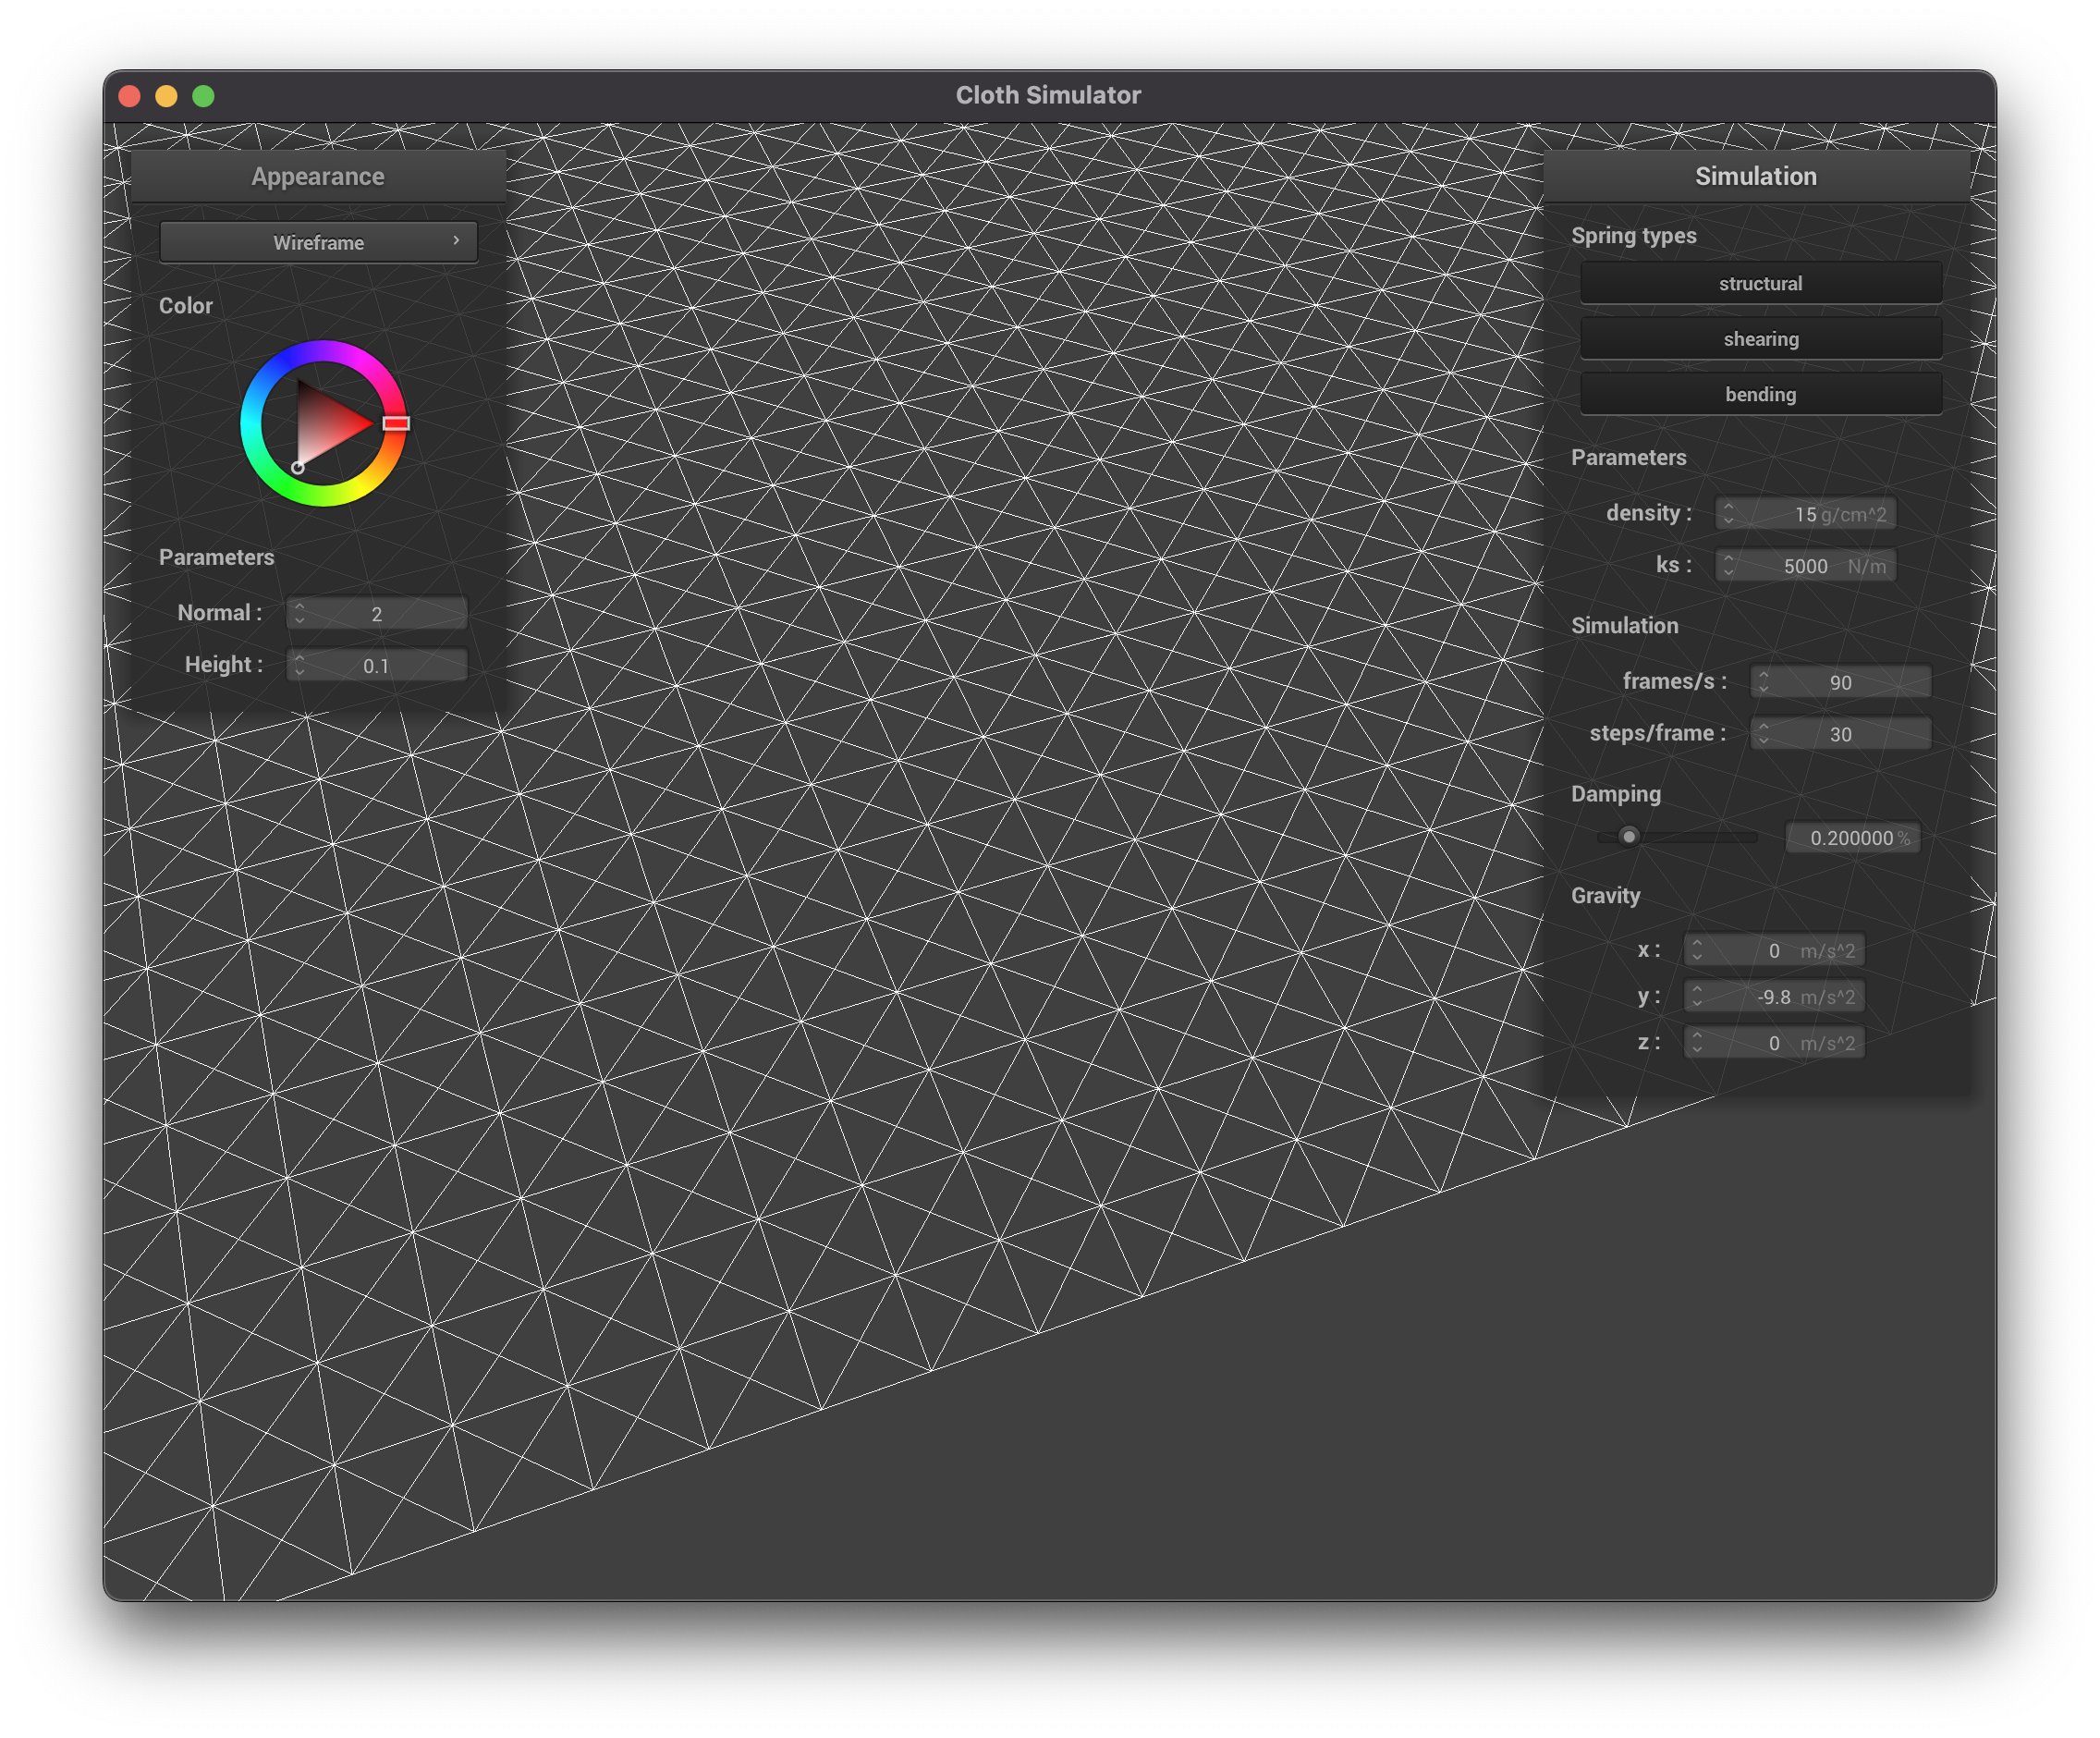 Cloth Simulator
Appearance
Wireframe
Color
Parameters
Normal : 2
Height : 0.1
Simulation
Spring types
structural
shearing
bending
Parameters
density : 15 g/cm^2
ks : 5000 N/m
Simulation
frames/s : 90
steps/frame : 30
Damping
0.200000 %
Gravity
x : 0 m/s^2
y : -9.8 m/s^2
z : 0 m/s^2